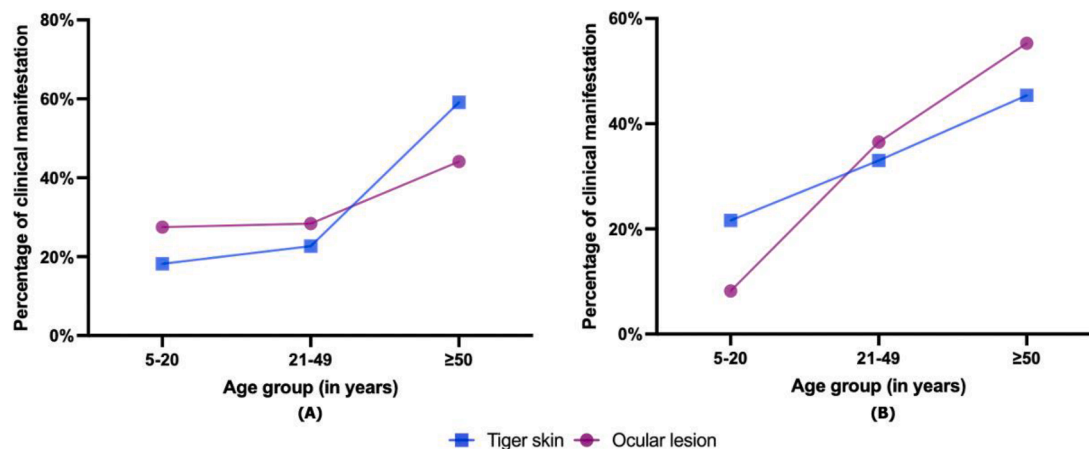 Percentage of clinical manifestation
80%
60%
40%
20%
0%
5-20
21-49
≥50
Age group (in years)
(A)
Percentage of clinical manifestation
60%
40%
20%
0%
5-20
21-49
≥50
Age group (in years)
(B)
Tiger skin
Ocular lesion